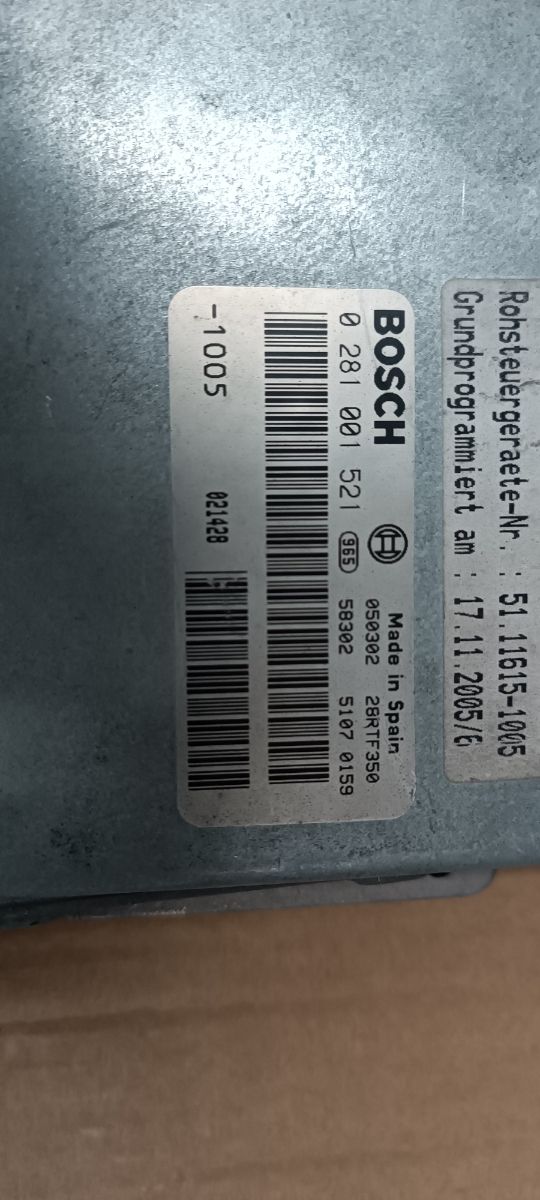 Rohsteuergeraete-Nr. : 51.11615-1005
Grundprogrammiert am : 17.11.2005/6
BOSCH Made in Spain
0 281 001 521 965 050302 28RTF350
58302 5107 0159
-1005 021428